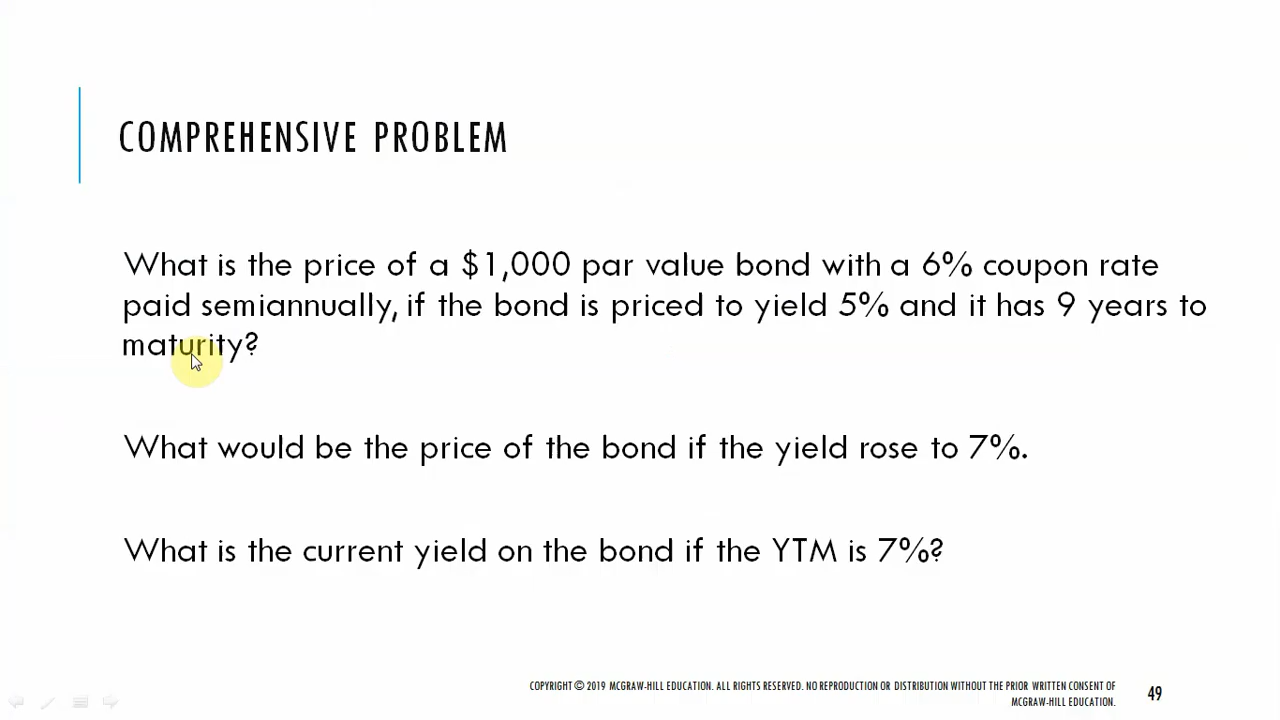 COMPREHENSIVE PROBLEM
What is the price of a $1,000 par value bond with a 6% coupon rate
paid semiannually, if the bond is priced to yield 5% and it has 9 years to
maturity?
What would be the price of the bond if the yield rose to 7%.
What is the current yield on the bond if the YTM is 7%?
COPYRIGHT © 2019 MCGRAW-HILL EDUCATION. ALL RIGHTS RESERVED. NO REPRODUCTION OR DISTRIBUTION WITHOUT THE PRIOR WRITTEN CONSENT OF
MCGRAW-HILL EDUCATION.
49